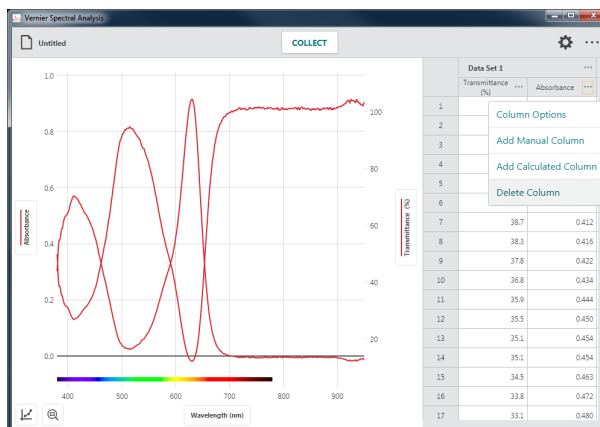 Vernier Spectral Analysis
Untitled
COLLECT
1.0
0.8
0.6
0.4
0.2
0.0
Absorbance
400
500
600
700
800
900
Wavelength (nm)
100
80
60
40
20
Transmittance (%)
Data Set 1
Transmittance
(%)
Absorbance
1
2
3
4
5
6
Column Options
Add Manual Column
Add Calculated Column
Delete Column
7 38.7 0.412
8 38.3 0.416
9 37.8 0.422
10 36.8 0.434
11 35.9 0.444
12 35.5 0.450
13 35.1 0.454
14 35.1 0.454
15 34.5 0.463
16 33.8 0.472
17 33.1 0.480